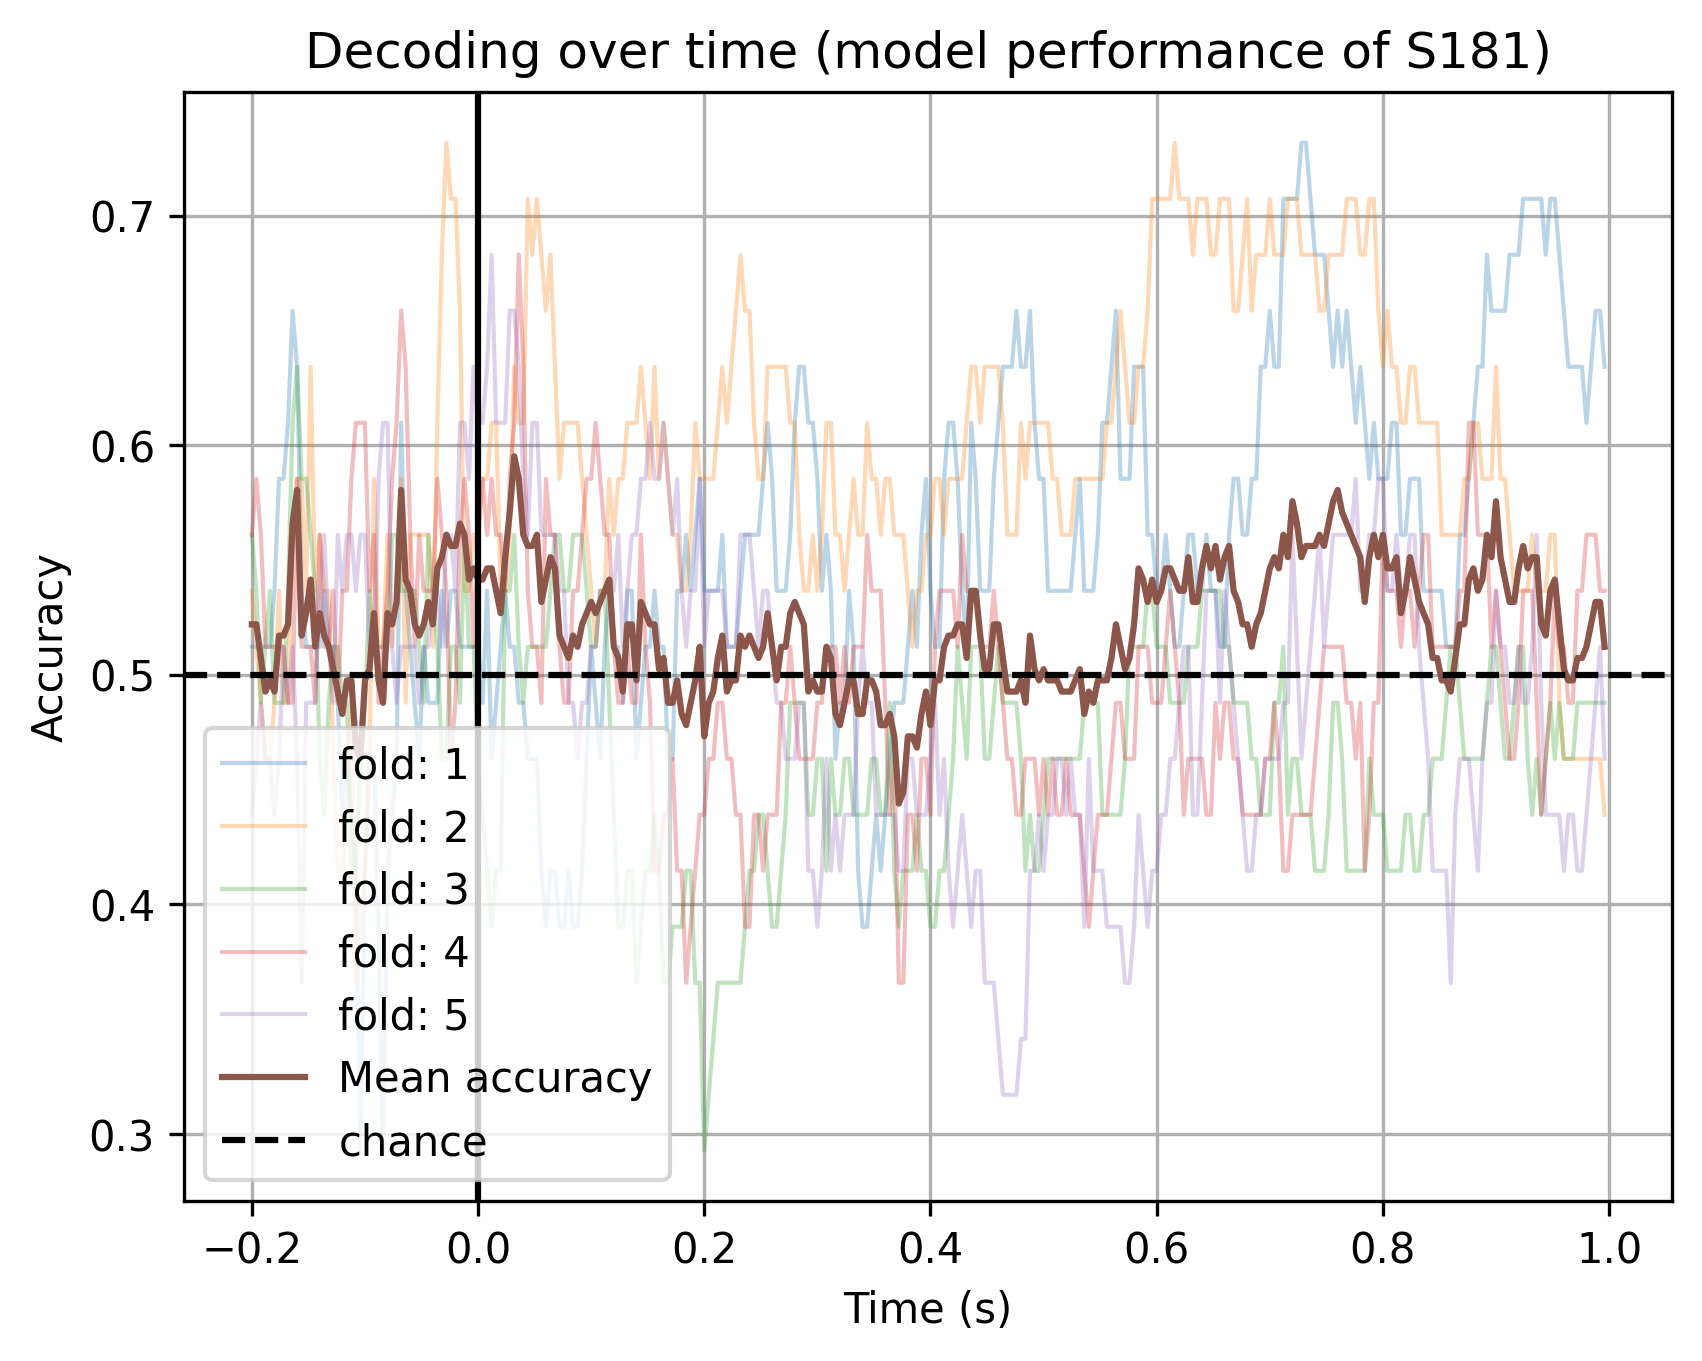 Decoding over time (model performance of S181)
Accuracy
0.7
0.6
0.5
0.4
0.3
fold: 1
fold: 2
fold: 3
fold: 4
fold: 5
Mean accuracy
chance
−0.2 0.0 0.2 0.4 0.6 0.8 1.0
Time (s)